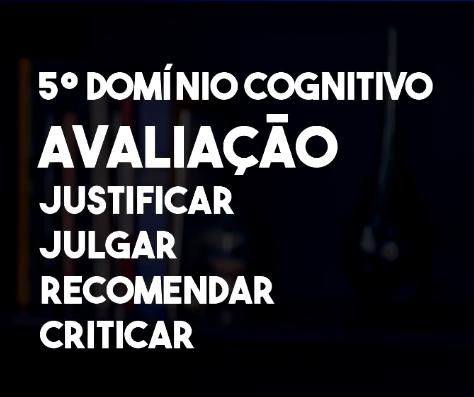 5º DOMÍNIO COGNITIVO
AVALIAÇÃO
JUSTIFICAR
JULGAR
RECOMENDAR
CRITICAR